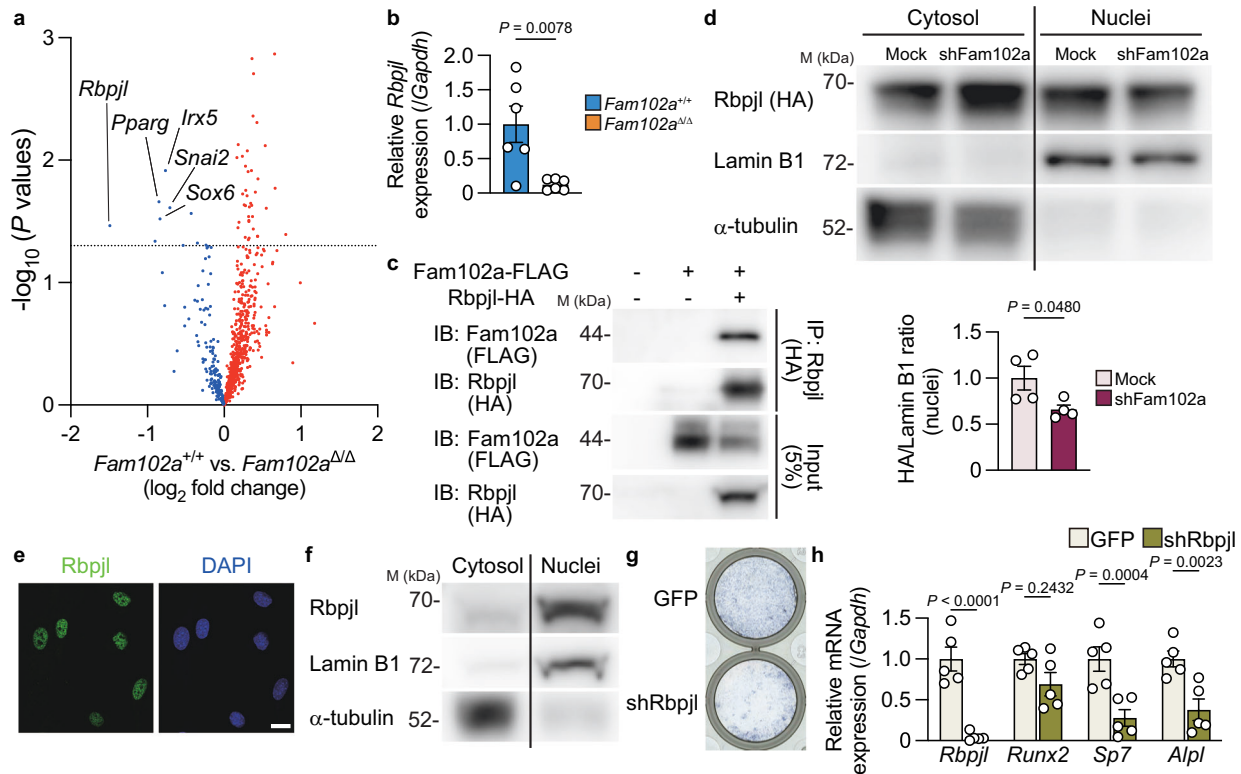 a
3
2
1
0
-log10 (P values)
Rbpjl
Pparg
Irx5
Snai2
Sox6
-2 -1 0 1 2
Fam102a+/+ vs. Fam102aΔ/Δ
(log2 fold change)
b
P = 0.0078
Relative Rbpjl
expression (/Gapdh)
2.0
1.5
1.0
0.5
0
Fam102a+/+
Fam102aΔ/Δ
c
Fam102a-FLAG - + +
Rbpjl-HA M (kDa) - - +
IB: Fam102a
(FLAG)
44-
IB: Rbpjl
(HA)
70-
IP: Rbpjl
(HA)
IB: Fam102a
(FLAG)
44-
IB: Rbpjl
(HA)
70-
Input
(5%)
d
Cytosol Nuclei
M (kDa) Mock shFam102a Mock shFam102a
Rbpjl (HA) 70-
Lamin B1 72-
α-tubulin 52-
P = 0.0480
HA/Lamin B1 ratio
(nuclei)
1.5
1.0
0.5
0
Mock
shFam102a
e
Rbpjl DAPI
f
M (kDa) Cytosol Nuclei
Rbpjl 70-
Lamin B1 72-
α-tubulin 52-
g
GFP
shRbpjl
h
GFP shRbpjl
P < 0.0001 P = 0.2432 P = 0.0004 P = 0.0023
Relative mRNA
expression (/Gapdh)
1.5
1.0
0.5
0
Rbpjl Runx2 Sp7 Alpl